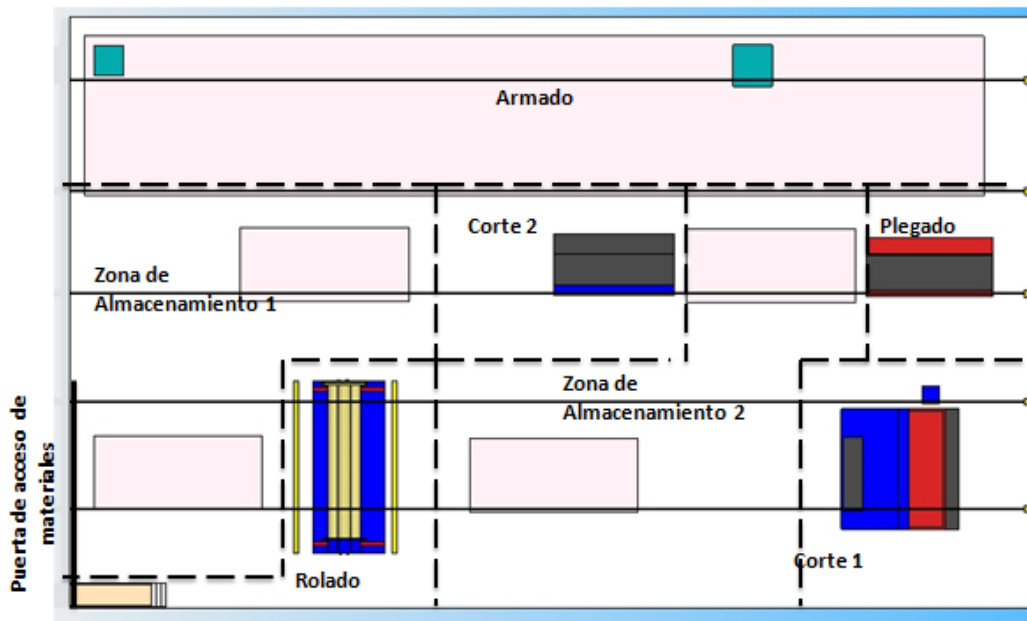 Armado
Corte 2
Plegado
Zona de
Almacenamiento 1
Zona de
Almacenamiento 2
Puerta de acceso de
materiales
Rolado
Corte 1